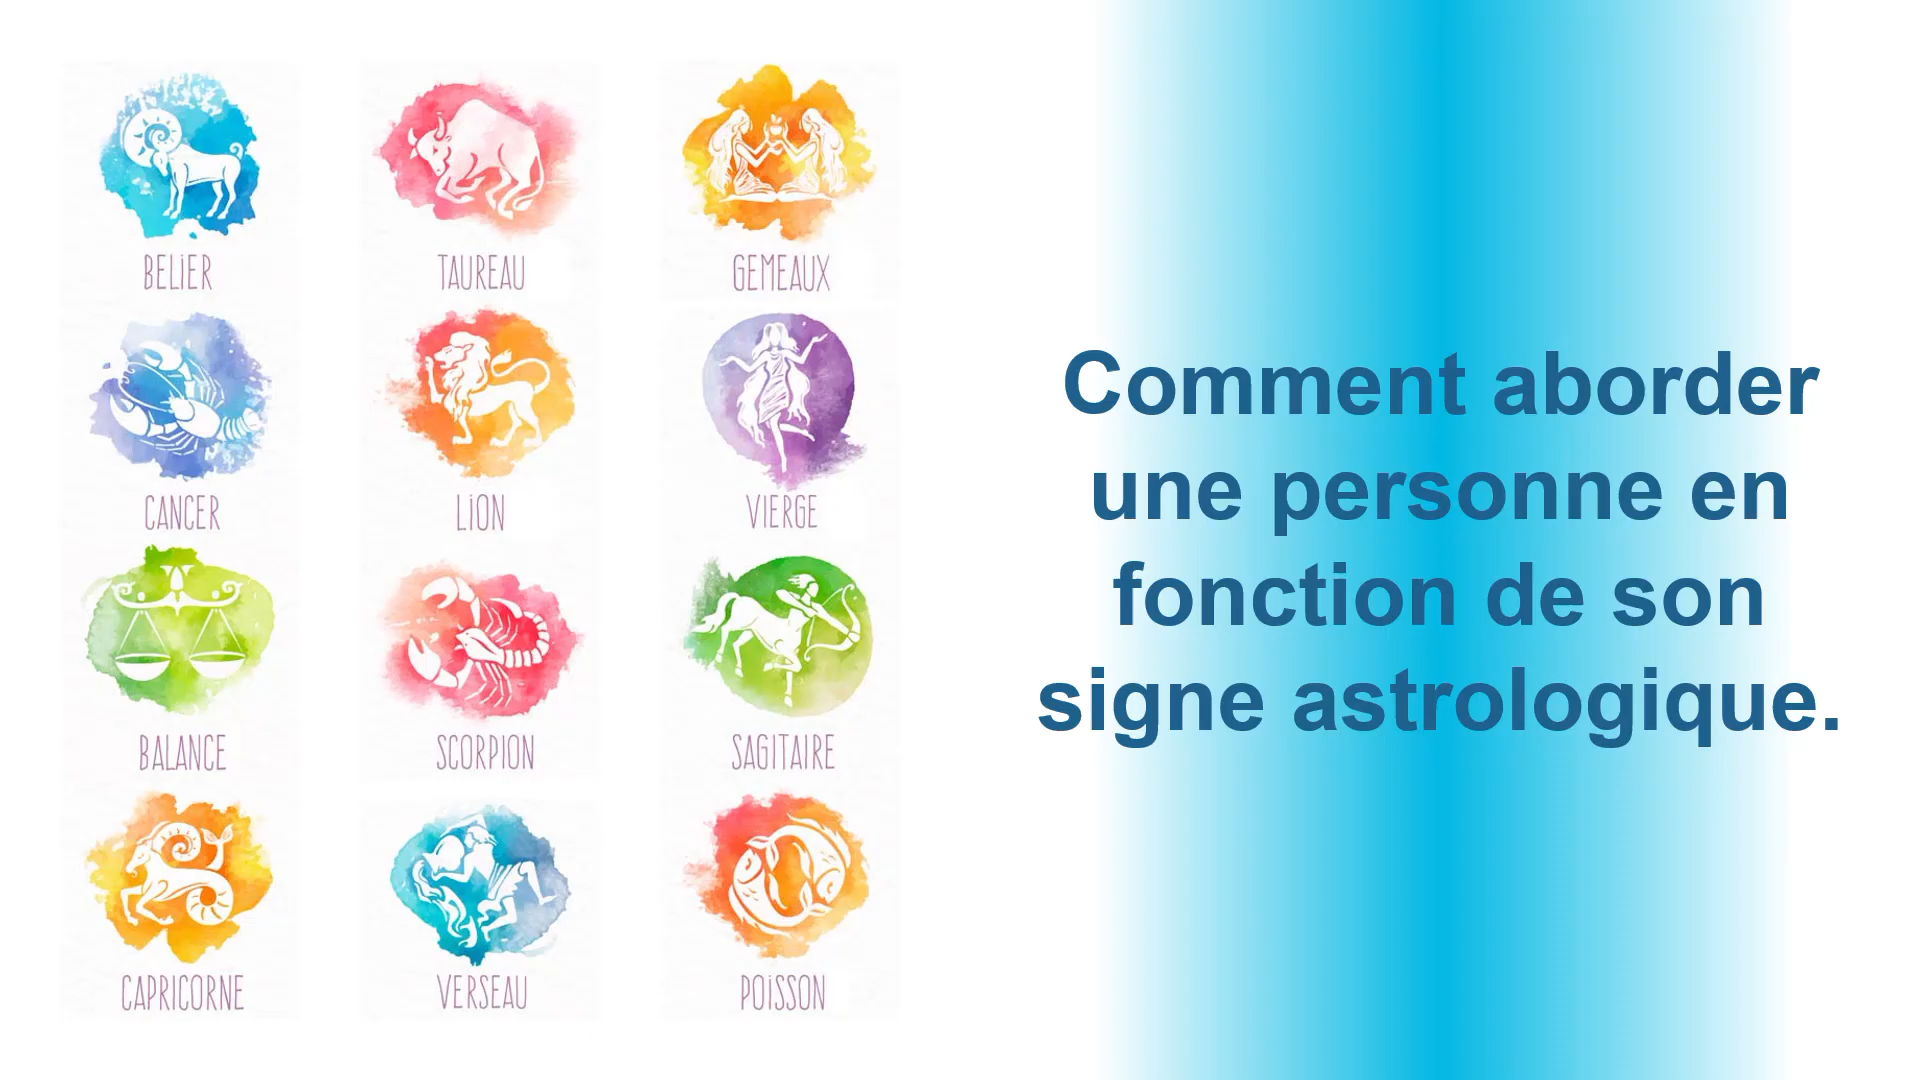 BELIER
TAUREAU
GEMEAUX
CANCER
LION
VIERGE
BALANCE
SCORPION
SAGITAIRE
CAPRICORNE
VERSEAU
POISSON
Comment aborder
une personne en
fonction de son
signe astrologique.